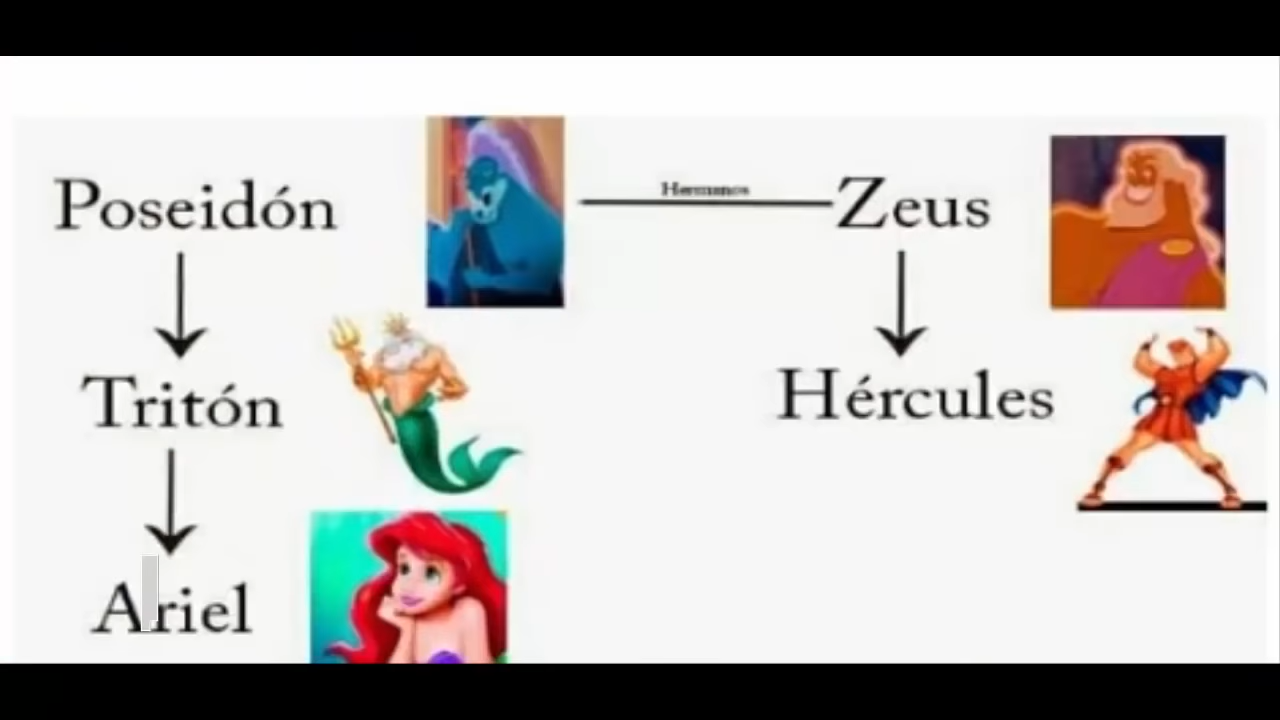 Poseidón
Hermanos
Zeus
Tritón
Hércules
Ariel